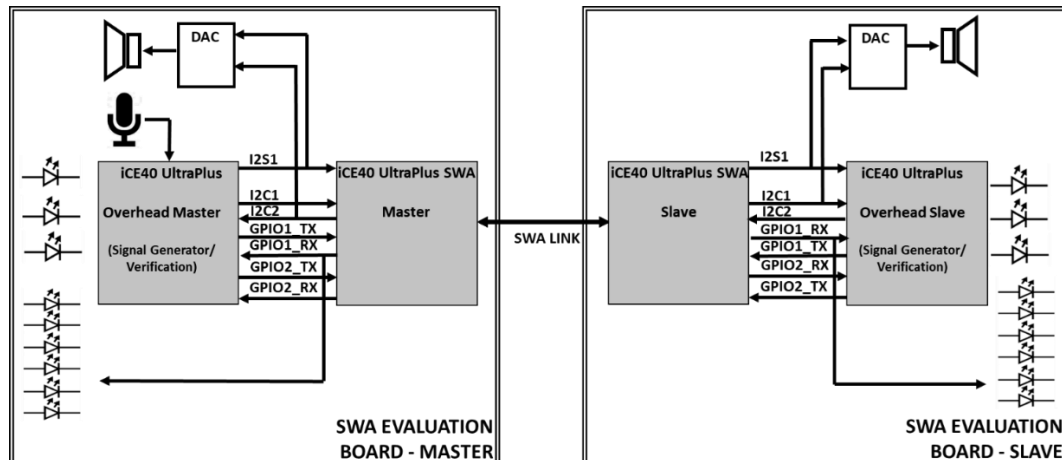 DAC
iCE40 UltraPlus
Overhead Master
(Signal Generator/
Verification)
I2S1
I2C1
I2C2
GPIO1_TX
GPIO1_RX
GPIO2_TX
GPIO2_RX
iCE40 UltraPlus SWA
Master
SWA EVALUATION
BOARD - MASTER
SWA LINK
DAC
iCE40 UltraPlus SWA
Slave
I2S1
I2C1
I2C2
GPIO1_RX
GPIO1_TX
GPIO2_RX
GPIO2_TX
iCE40 UltraPlus
Overhead Slave
(Signal Generator/
Verification)
SWA EVALUATION
BOARD - SLAVE